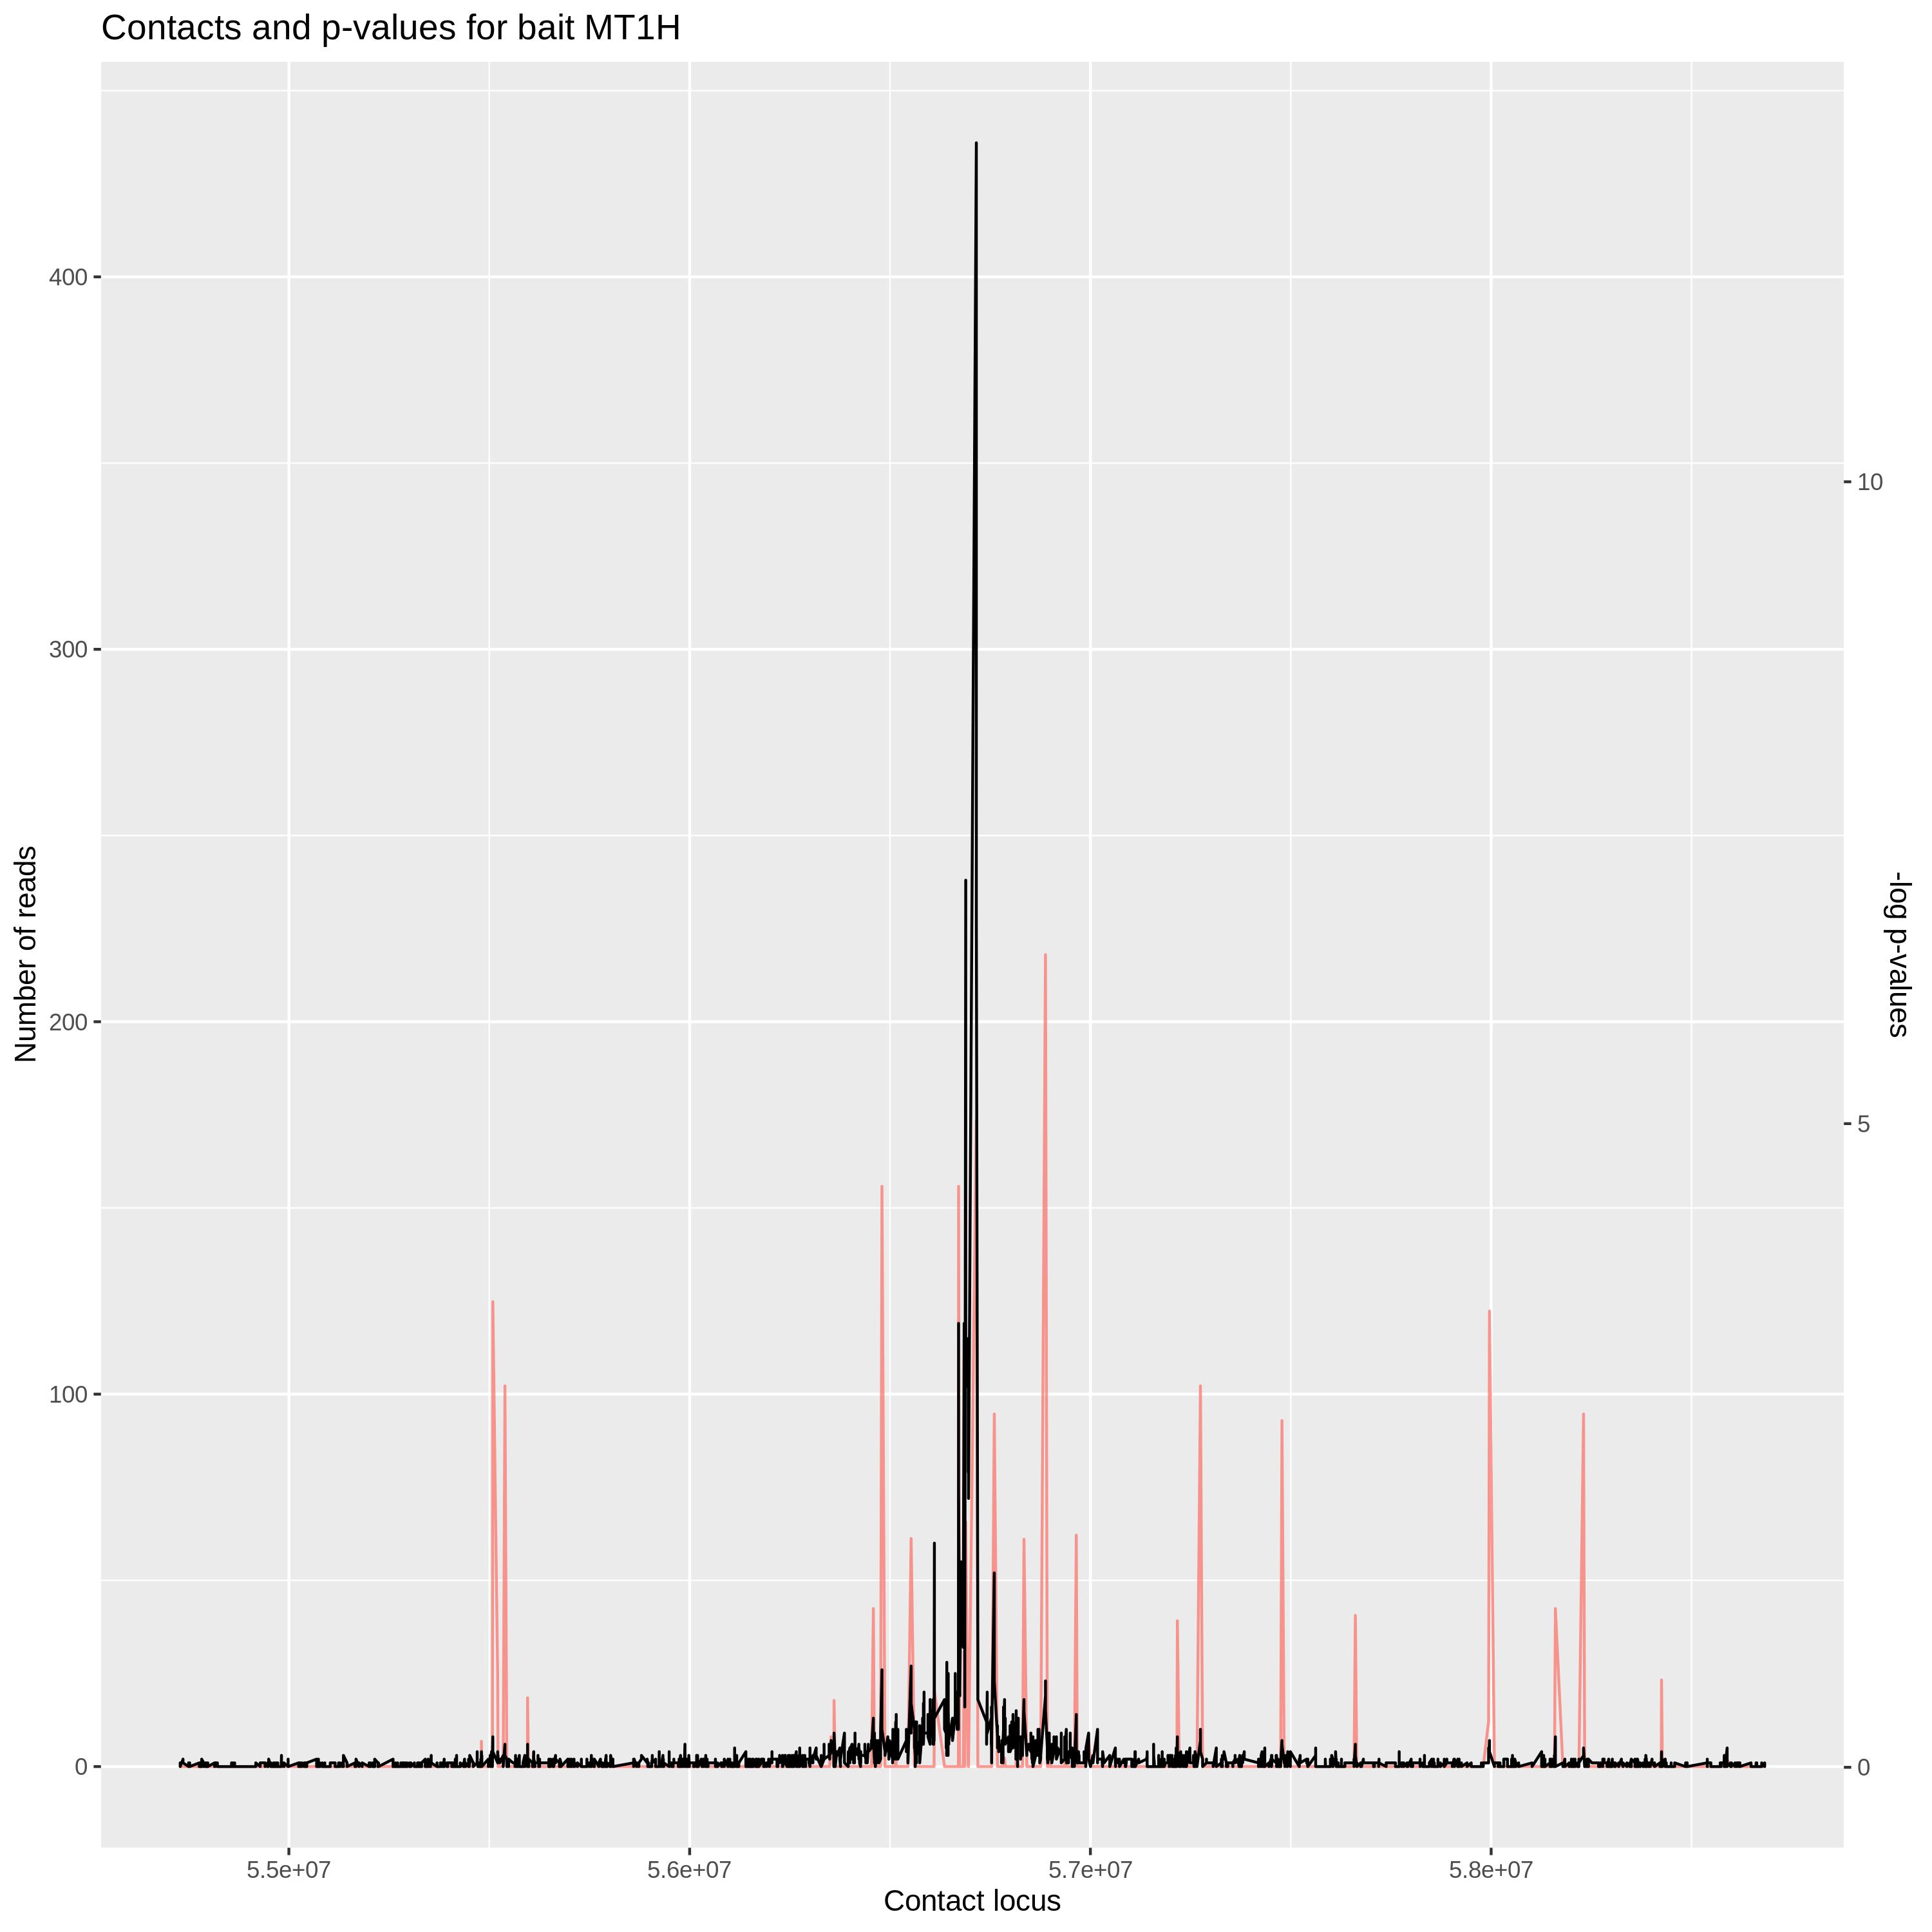 Contacts and p-values for bait MT1H
400
300
200
100
0
Number of reads
10
5
0
-log p-values
5.5e+07
5.6e+07
5.7e+07
5.8e+07
Contact locus